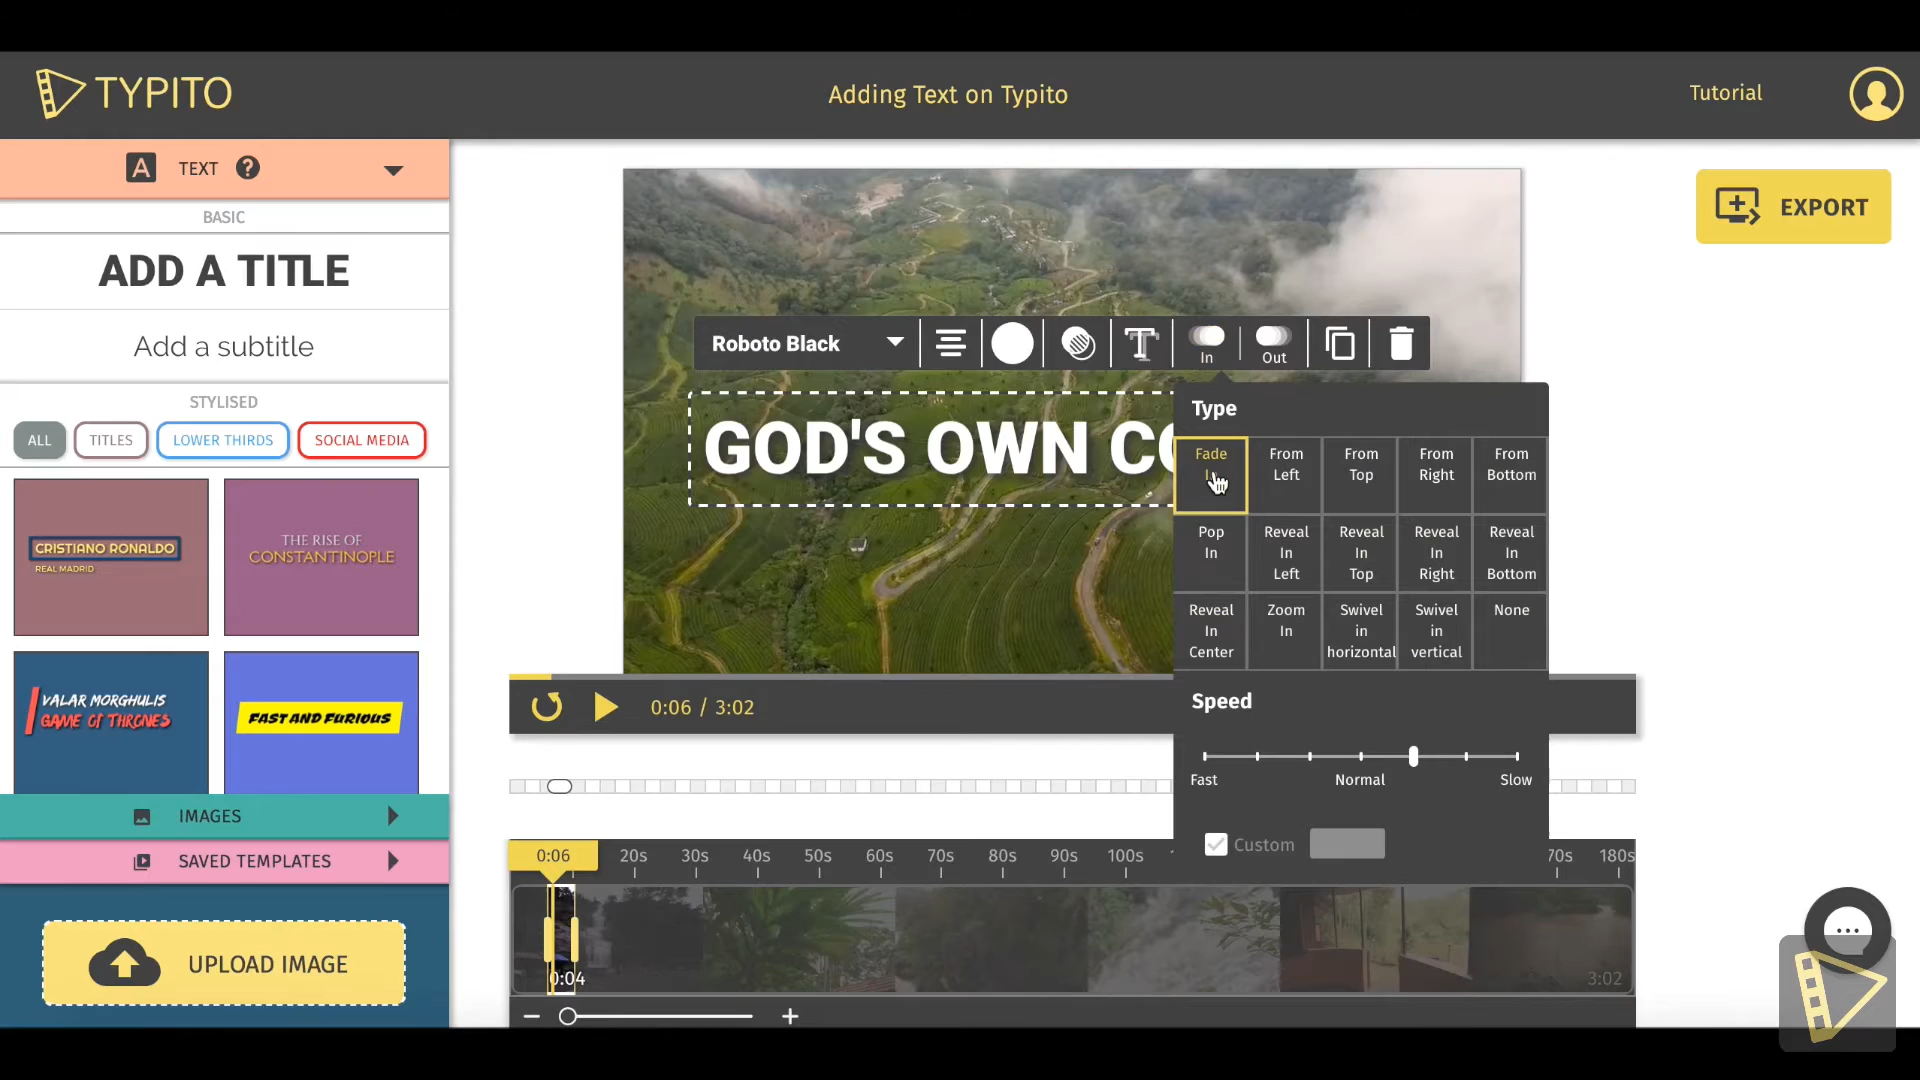 TYPITO
Adding Text on Typito
Tutorial
A TEXT ?
BASIC
ADD A TITLE
Add a subtitle
STYLISED
ALL
TITLES
LOWER THIRDS
SOCIAL MEDIA
CRISTIANO RONALDO
REAL MADRID
THE RISE OF
CONSTANTINOPLE
VALAR MORGHULIS
GAME OF THRONES
FAST AND FURIOUS
IMAGES
SAVED TEMPLATES
UPLOAD IMAGE
EXPORT
Roboto Black
T
In
Out
GOD'S OWN CO
Type
Fade
From
Left
From
Top
From
Right
From
Bottom
Pop
In
Reveal
In
Left
Reveal
In
Top
Reveal
In
Right
Reveal
In
Bottom
Reveal
In
Center
Zoom
In
Swivel
in
horizontal
Swivel
in
vertical
None
Speed
Fast
Normal
Slow
Custom
0:06 / 3:02
0:06
20s
30s
40s
50s
60s
70s
80s
90s
100s
70s
180s
0:04
3:02